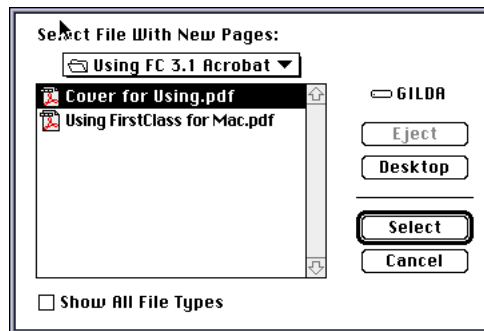 Select File With New Pages:
Using FC 3.1 Acrobat
Cover for Using.pdf
Using FirstClass for Mac.pdf
GILDA
Eject
Desktop
Select
Cancel
Show All File Types